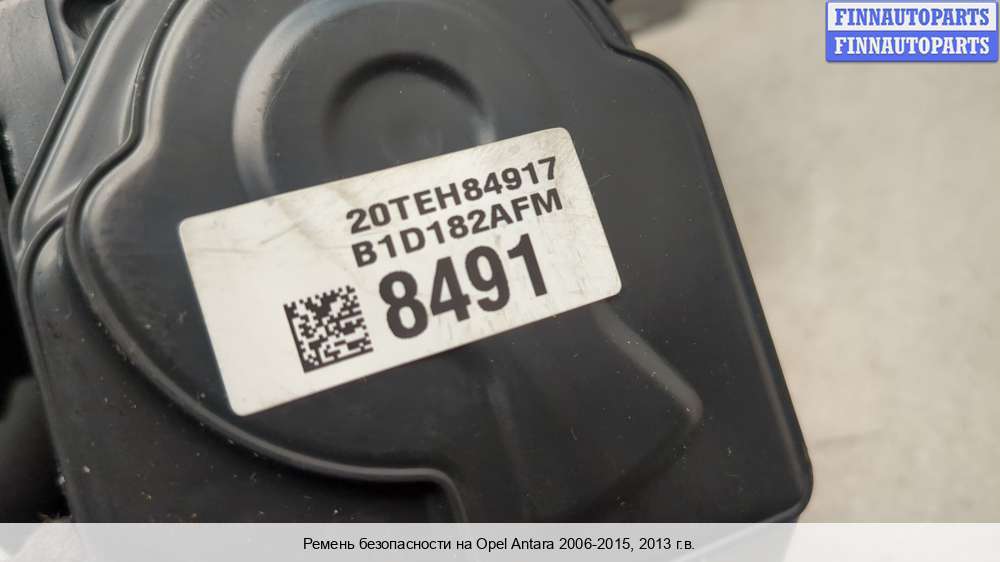 FINNAUTOPARTS
FINNAUTOPARTS
20TEH84917
B1D182AFM
8491
Ремень безопасности на Opel Antara 2006-2015, 2013 г.в.